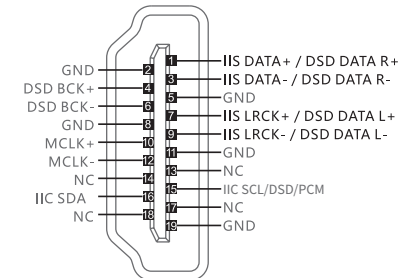 1 IIS DATA+ / DSD DATA R+
GND 2
3 IIS DATA- / DSD DATA R-
DSD BCK+ 4
5 GND
DSD BCK- 6
7 IIS LRCK+ / DSD DATA L+
GND 8
9 IIS LRCK- / DSD DATA L-
MCLK+ 10
11 GND
MCLK- 12
13 NC
NC 14
15 IIC SCL/DSD/PCM
IIC SDA 16
17 NC
NC 18
19 GND